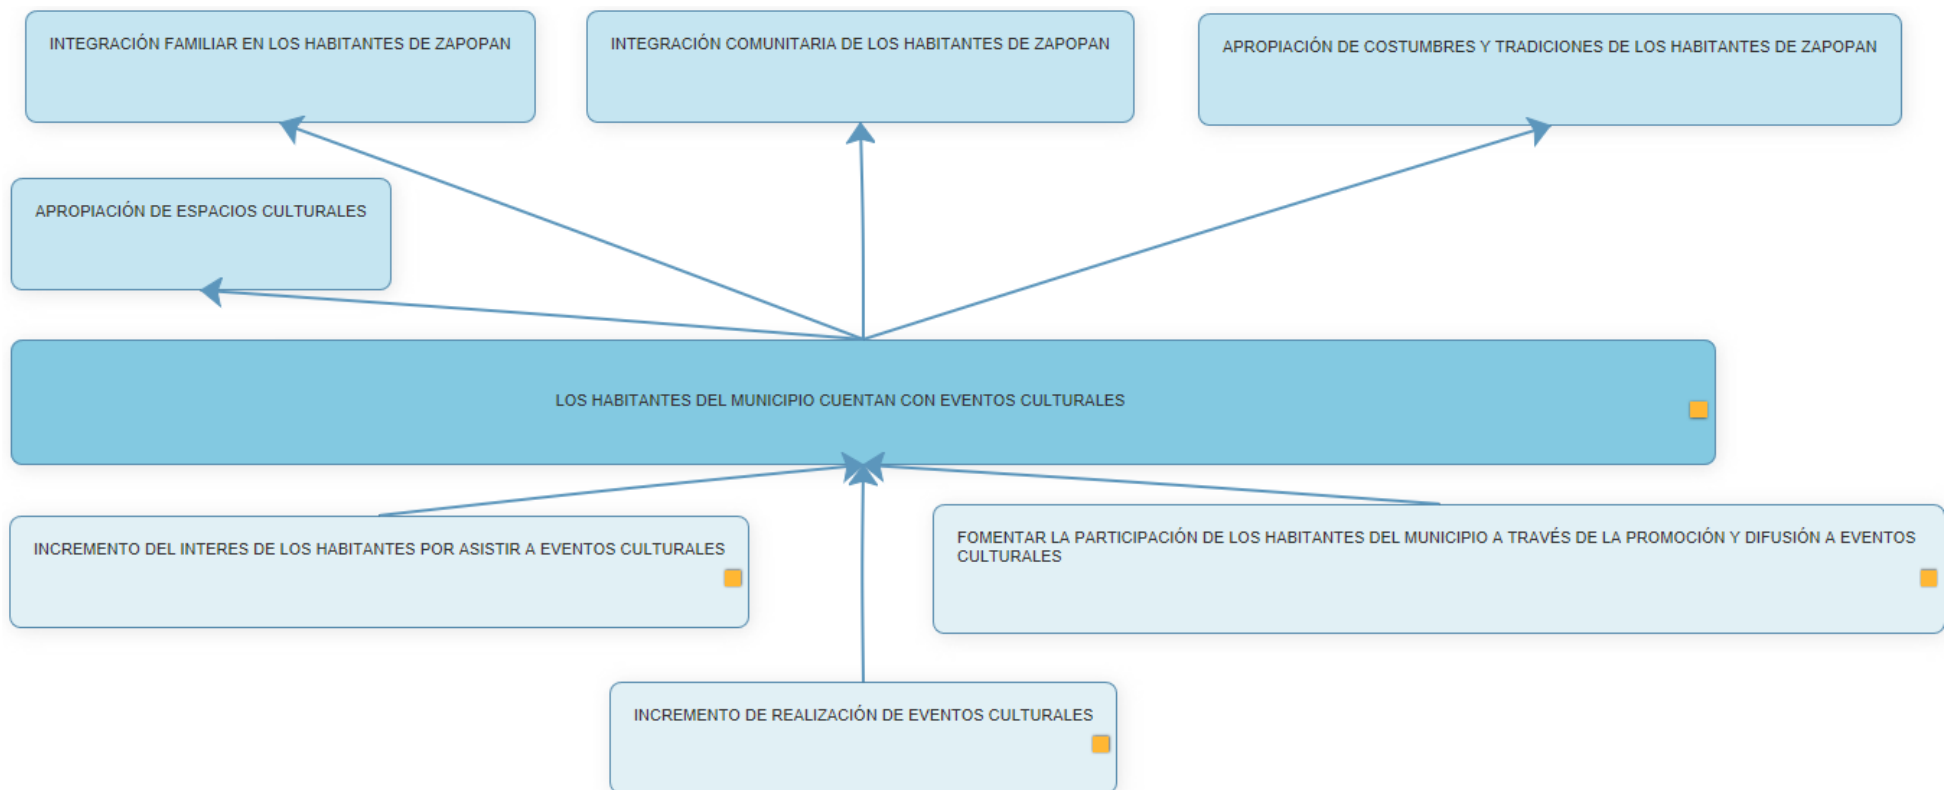 INTEGRACIÓN FAMILIAR EN LOS HABITANTES DE ZAPOPAN
INTEGRACIÓN COMUNITARIA DE LOS HABITANTES DE ZAPOPAN
APROPIACIÓN DE COSTUMBRES Y TRADICIONES DE LOS HABITANTES DE ZAPOPAN
APROPIACIÓN DE ESPACIOS CULTURALES
LOS HABITANTES DEL MUNICIPIO CUENTAN CON EVENTOS CULTURALES
INCREMENTO DEL INTERES DE LOS HABITANTES POR ASISTIR A EVENTOS CULTURALES
FOMENTAR LA PARTICIPACIÓN DE LOS HABITANTES DEL MUNICIPIO A TRAVÉS DE LA PROMOCIÓN Y DIFUSIÓN A EVENTOS
CULTURALES
INCREMENTO DE REALIZACIÓN DE EVENTOS CULTURALES